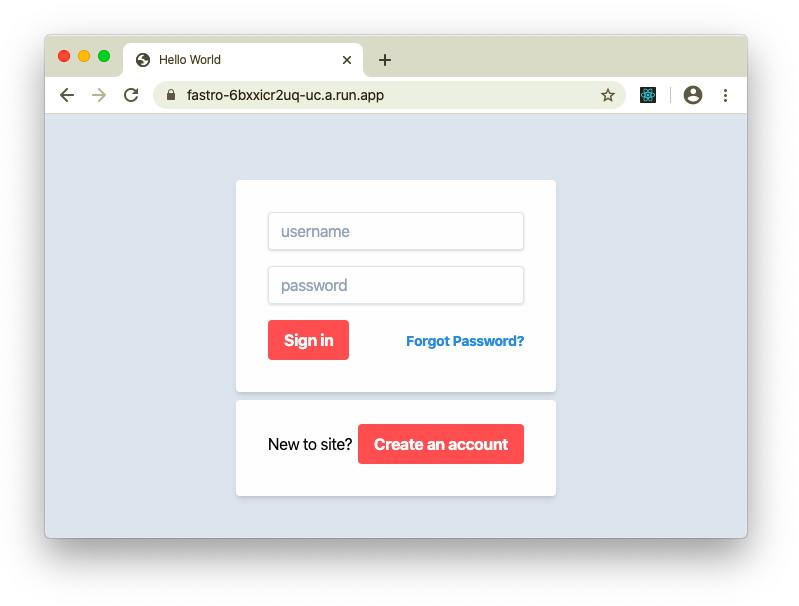 Hello World
fastro-6bxxicr2uq-uc.a.run.app
username
password
Sign in
Forgot Password?
New to site?
Create an account